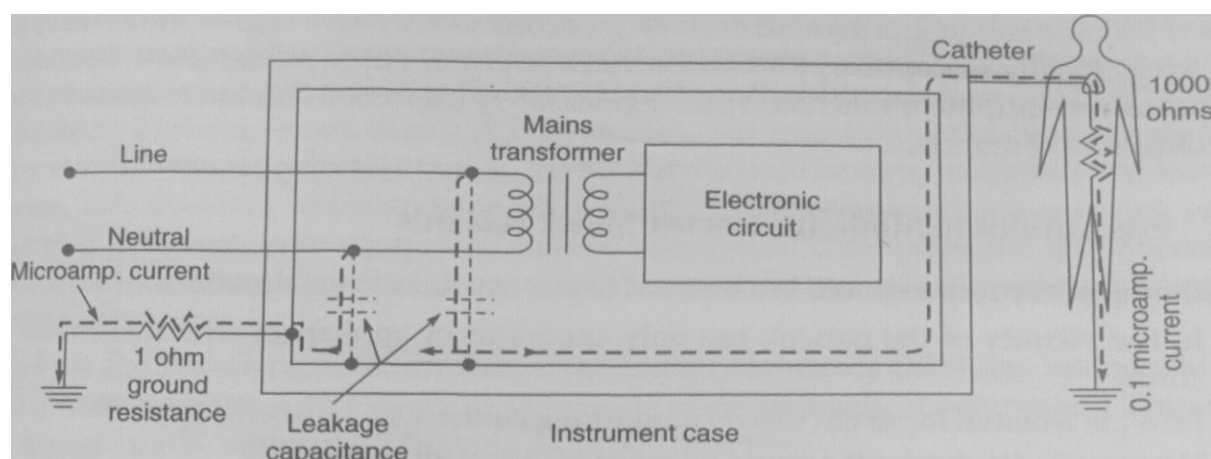 Catheter
1000
ohms
Mains
transformer
Line
Electronic
circuit
Neutral
Microamp. current
1 ohm
ground
resistance
Leakage
capacitance
Instrument case
0.1 microamp.
current